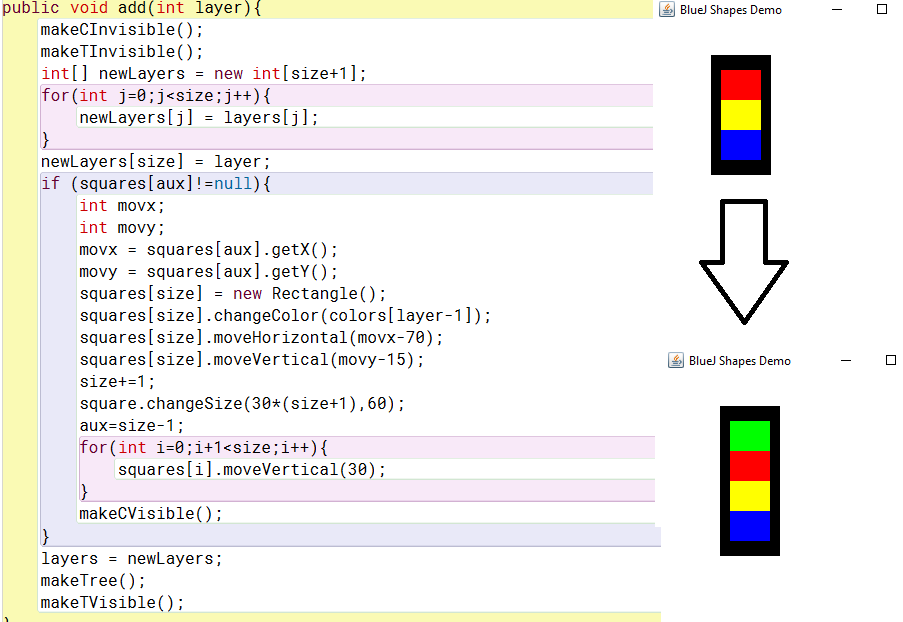 public void add(int layer){
makeCInvisible();
makeTInvisible();
int[] newLayers = new int[size+1];
for(int j=0;j<size;j++){
newLayers[j] = layers[j];
}
newLayers[size] = layer;
if (squares[aux]!=null){
int movx;
int movy;
movx = squares[aux].getX();
movy = squares[aux].getY();
squares[size] = new Rectangle();
squares[size].changeColor(colors[layer-1]);
squares[size].moveHorizontal(movx-70);
squares[size].moveVertical(movy-15);
size+=1;
square.changeSize(30*(size+1),60);
aux=size-1;
for(int i=0;i+1<size;i++){
squares[i].moveVertical(30);
}
makeCVisible();
}
layers = newLayers;
makeTree();
makeTVisible();
BlueJ Shapes Demo
BlueJ Shapes Demo